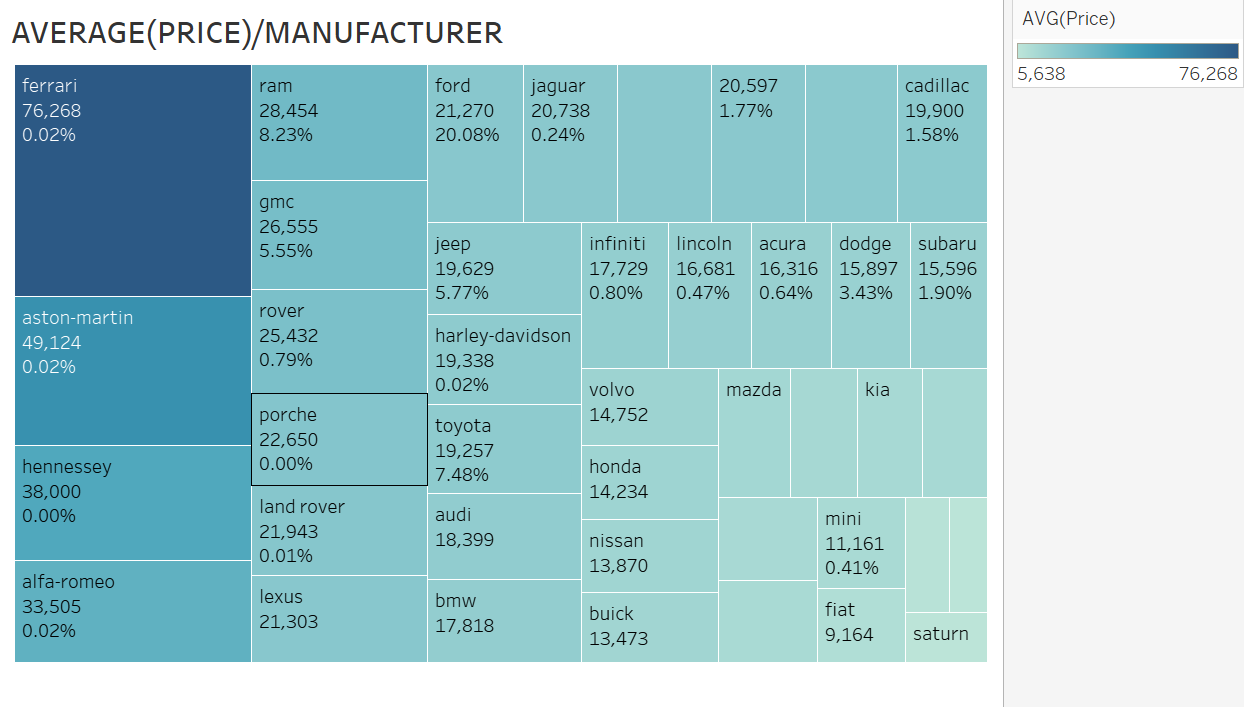 AVERAGE(PRICE)/MANUFACTURER
ferrari
76,268
0.02%
aston-martin
49,124
0.02%
hennessey
38,000
0.00%
alfa-romeo
33,505
0.02%
ram
28,454
8.23%
gmc
26,555
5.55%
rover
25,432
0.79%
porche
22,650
0.00%
land rover
21,943
0.01%
lexus
21,303
ford
21,270
20.08%
jaguar
20,738
0.24%
20,597
1.77%
cadillac
19,900
1.58%
jeep
19,629
5.77%
harley-davidson
19,338
0.02%
toyota
19,257
7.48%
audi
18,399
bmw
17,818
infiniti
17,729
0.80%
lincoln
16,681
0.47%
acura
16,316
0.64%
dodge
15,897
3.43%
subaru
15,596
1.90%
volvo
14,752
honda
14,234
nissan
13,870
buick
13,473
mazda
kia
mini
11,161
0.41%
fiat
9,164
saturn
AVG(Price)
5,638
76,268